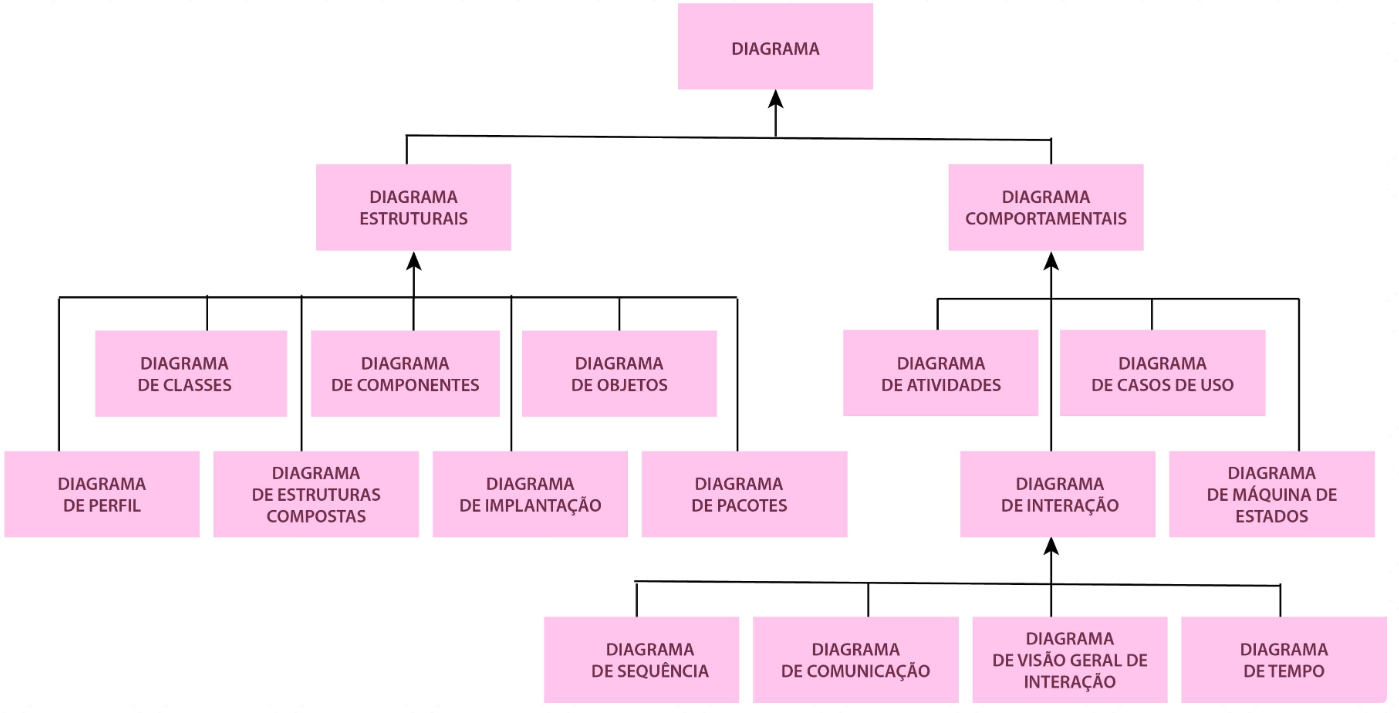 DIAGRAMA
DIAGRAMA
ESTRUTURAIS
DIAGRAMA
COMPORTAMENTAIS
DIAGRAMA
DE CLASSES
DIAGRAMA
DE COMPONENTES
DIAGRAMA
DE OBJETOS
DIAGRAMA
DE ATIVIDADES
DIAGRAMA
DE CASOS DE USO
DIAGRAMA
DE PERFIL
DIAGRAMA
DE ESTRUTURAS
COMPOSTAS
DIAGRAMA
DE IMPLANTAÇÃO
DIAGRAMA
DE PACOTES
DIAGRAMA
DE INTERAÇÃO
DIAGRAMA
DE MÁQUINA DE
ESTADOS
DIAGRAMA
DE SEQUÊNCIA
DIAGRAMA
DE COMUNICAÇÃO
DIAGRAMA
DE VISÃO GERAL DE
INTERAÇÃO
DIAGRAMA
DE TEMPO